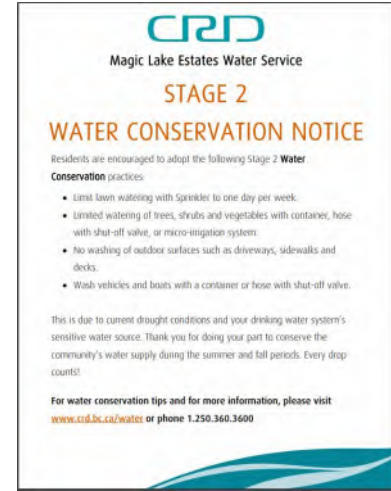 CRD
Magic Lake Estates Water Service
STAGE 2
WATER CONSERVATION NOTICE
Residents are encouraged to adopt the following Stage 2 Water
Conservation practices:
• Limit lawn watering with Sprinkler to one day per week.
• Limited watering of trees, shrubs and vegetables with container, hose
with shut-off valve, or micro-irrigation system.
• No washing of outdoor surfaces such as driveways, sidewalks and
decks.
• Wash vehicles and boats with a container or hose with shut-off valve.
This is due to current drought conditions and your drinking water system's
sensitive water source. Thank you for doing your part to conserve the
community's water supply during the summer and fall periods. Every drop
counts!
For water conservation tips and for more information, please visit
www.crd.bc.ca/water or phone 1.250.360.3600